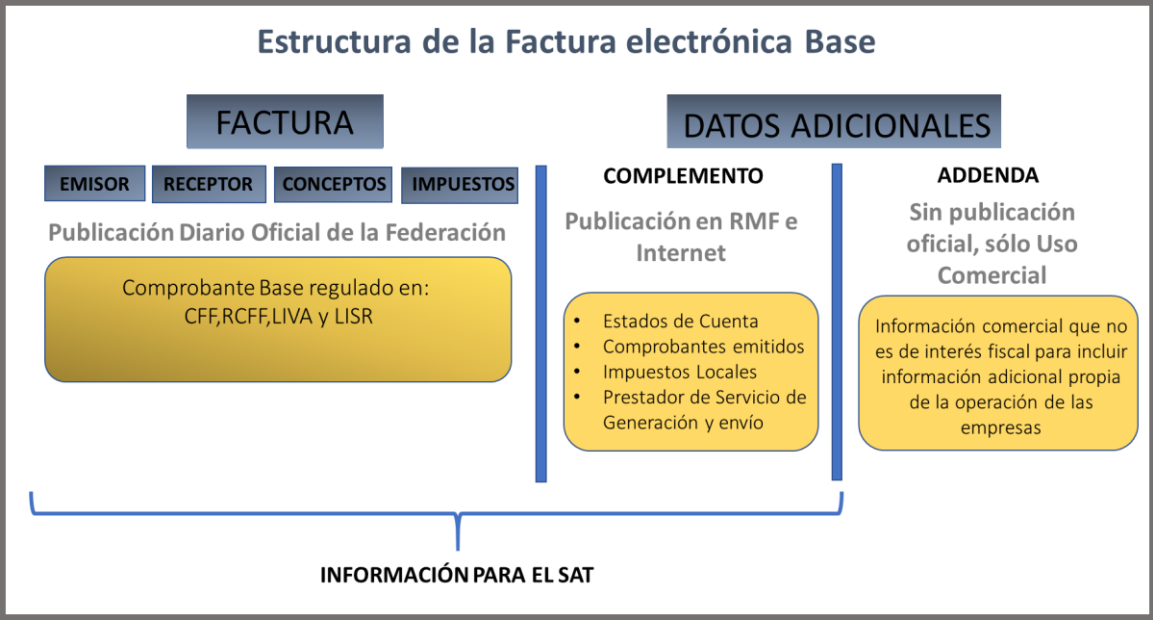 Estructura de la Factura electrónica Base
FACTURA
EMISOR
RECEPTOR
CONCEPTOS
IMPUESTOS
Publicación Diario Oficial de la Federación
Comprobante Base regulado en:
CFF,RCFF,LIVA y LISR
DATOS ADICIONALES
COMPLEMENTO
Publicación en RMF e
Internet
• Estados de Cuenta
• Comprobantes emitidos
• Impuestos Locales
• Prestador de Servicio de
Generación y envío
ADDENDA
Sin publicación
oficial, sólo Uso
Comercial
Información comercial que no
es de interés fiscal para incluir
información adicional propia
de la operación de las
empresas
INFORMACIÓN PARA EL SAT